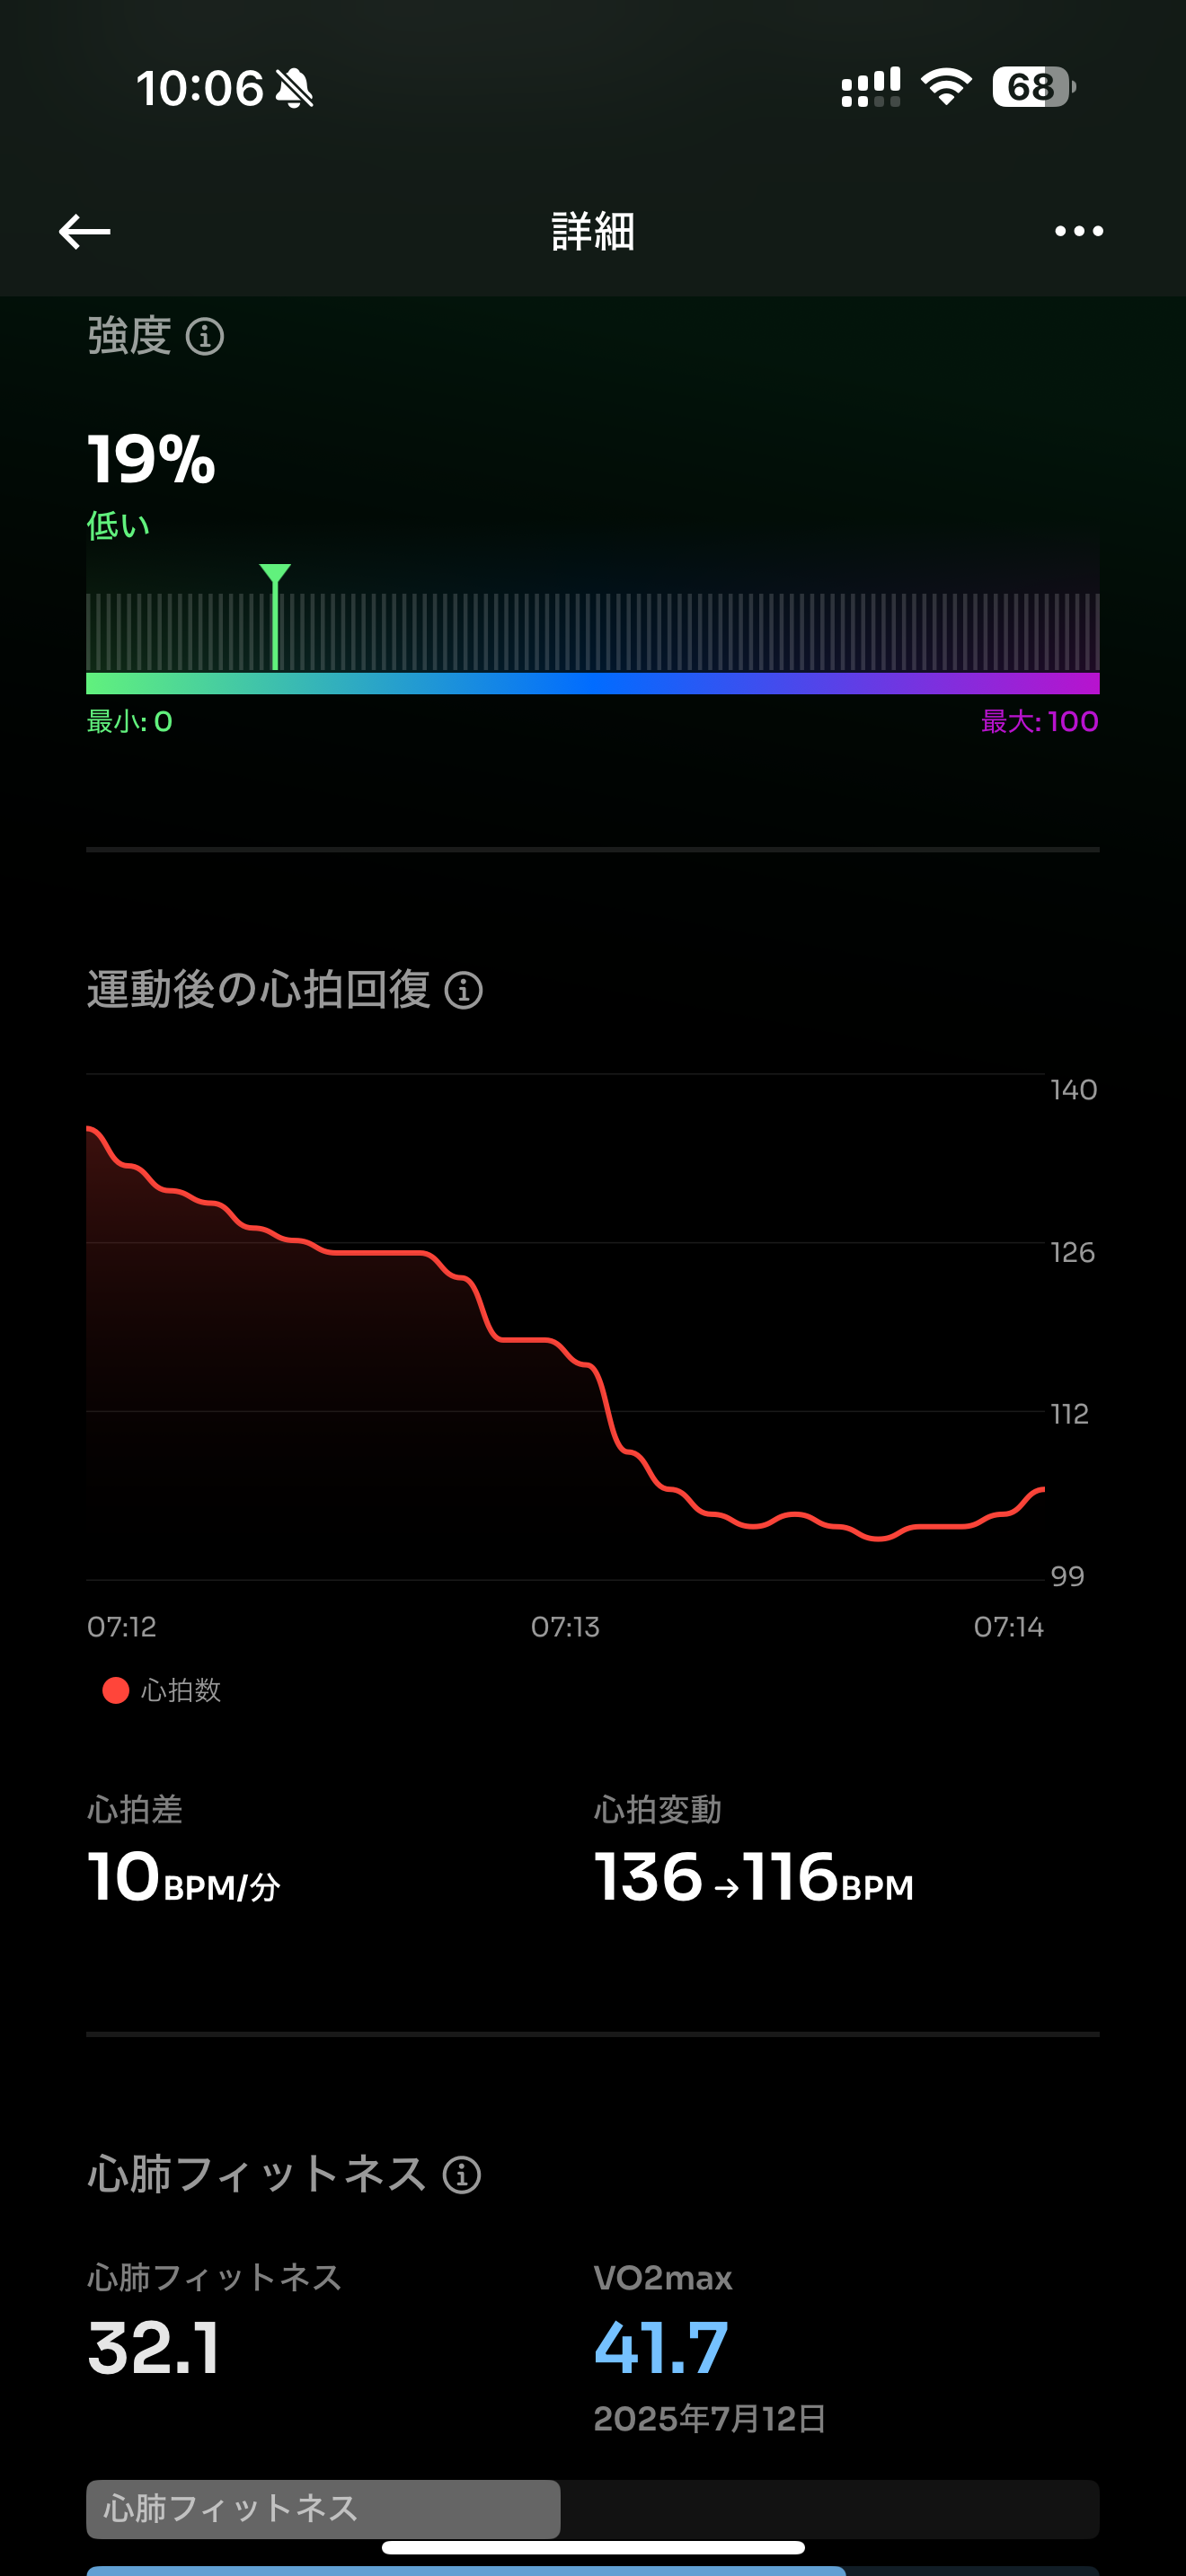 10:06
68
詳細
強度
19%
低い
最小: 0
最大: 100
運動後の心拍回復
140
126
112
99
07:12 07:13 07:14
心拍数
心拍差 心拍変動
10BPM/分 136→116BPM
心肺フィットネス
心肺フィットネス VO2max
32.1 41.7
2025年7月12日
心肺フィットネス